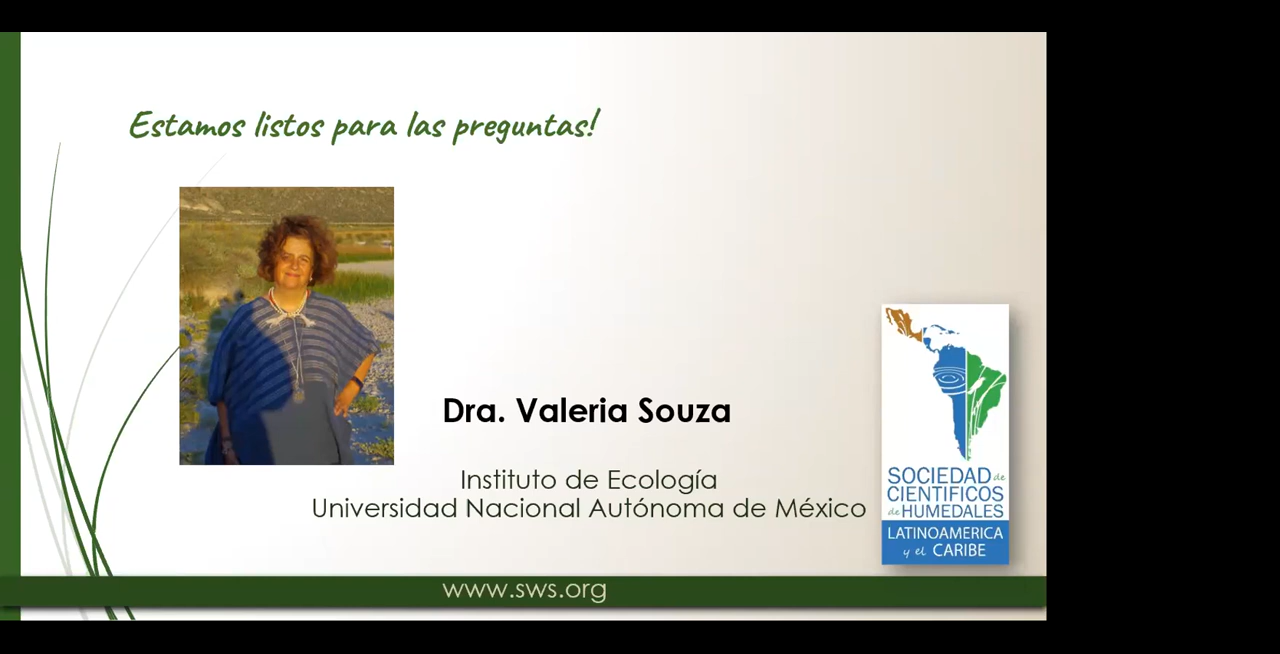 Estamos listos para las preguntas!
Dra. Valeria Souza
Instituto de Ecología
Universidad Nacional Autónoma de México
SOCIEDAD de
CIENTIFICOS
de HUMEDALES
LATINOAMERICA
y el CARIBE
www.sws.org